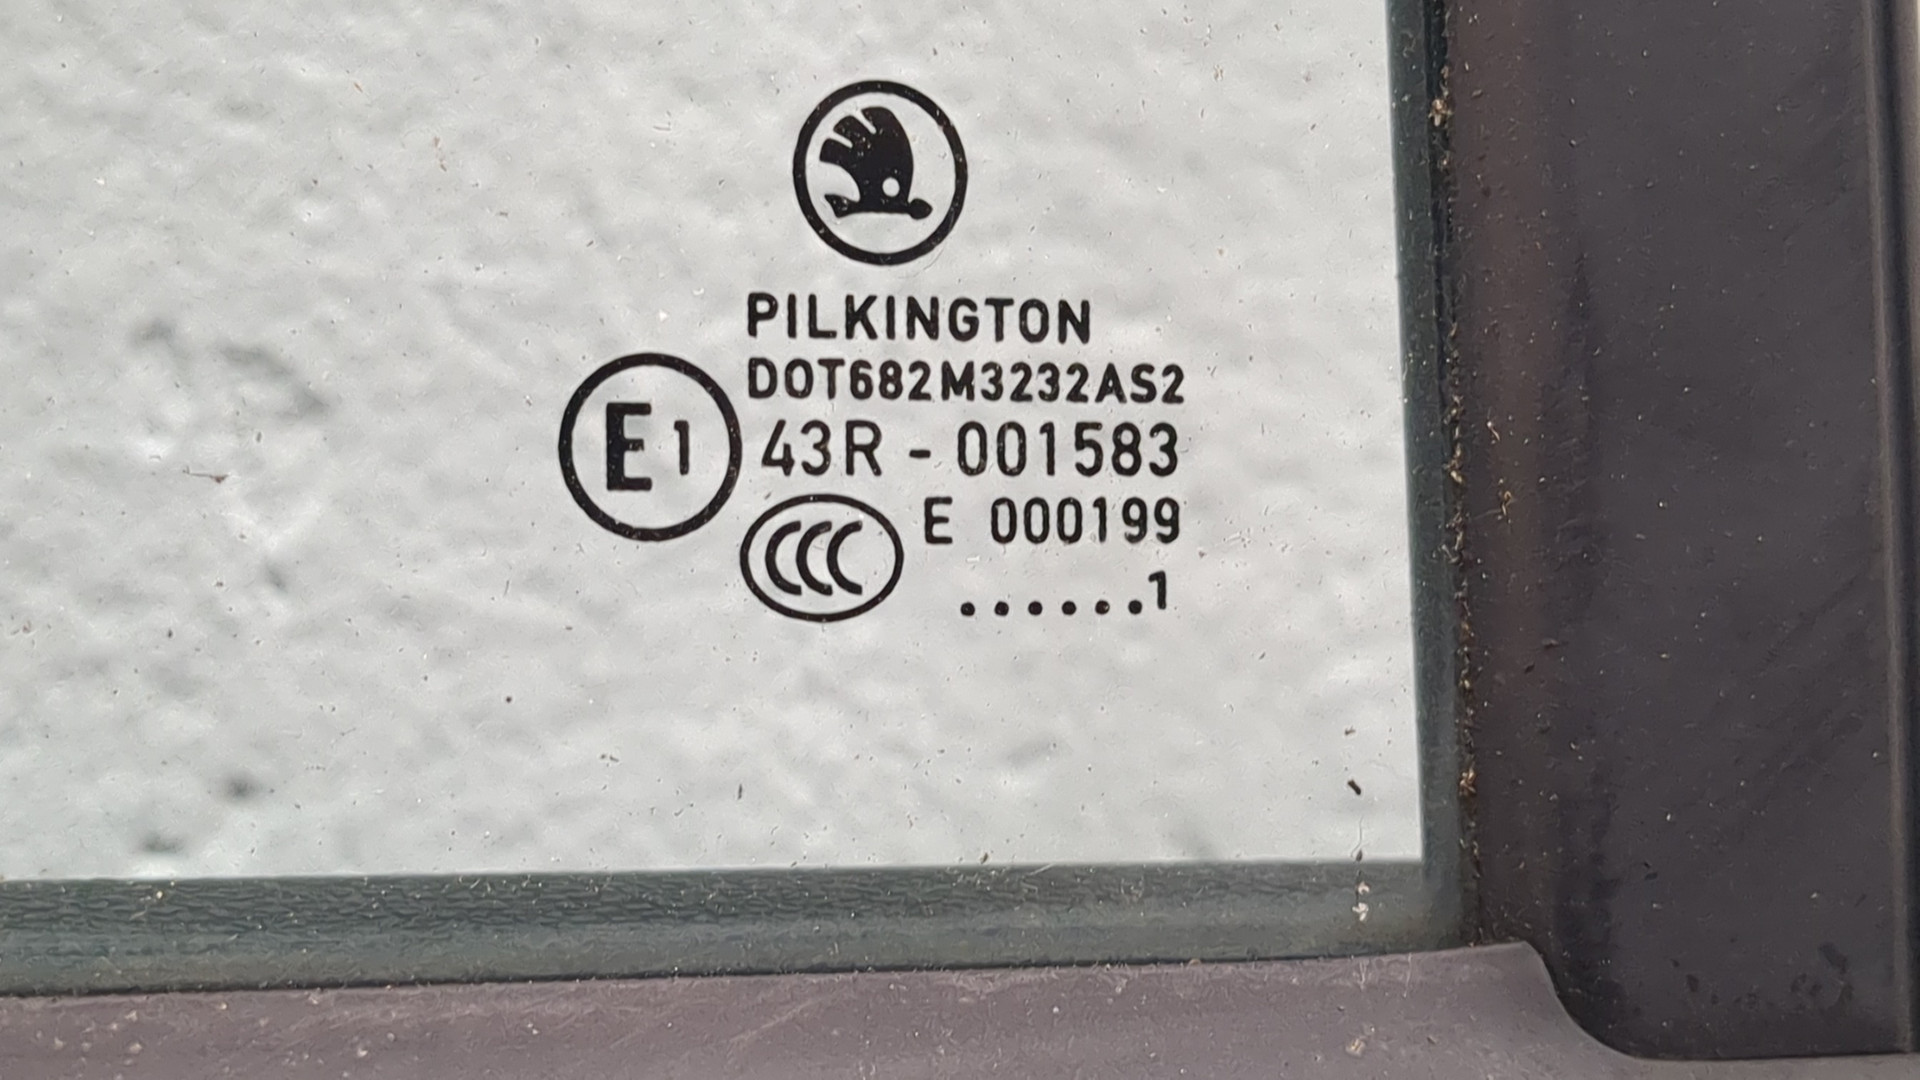 PILKINGTON
DOT682M3232AS2
E1 43R - 001583
CCC E 000199
......1